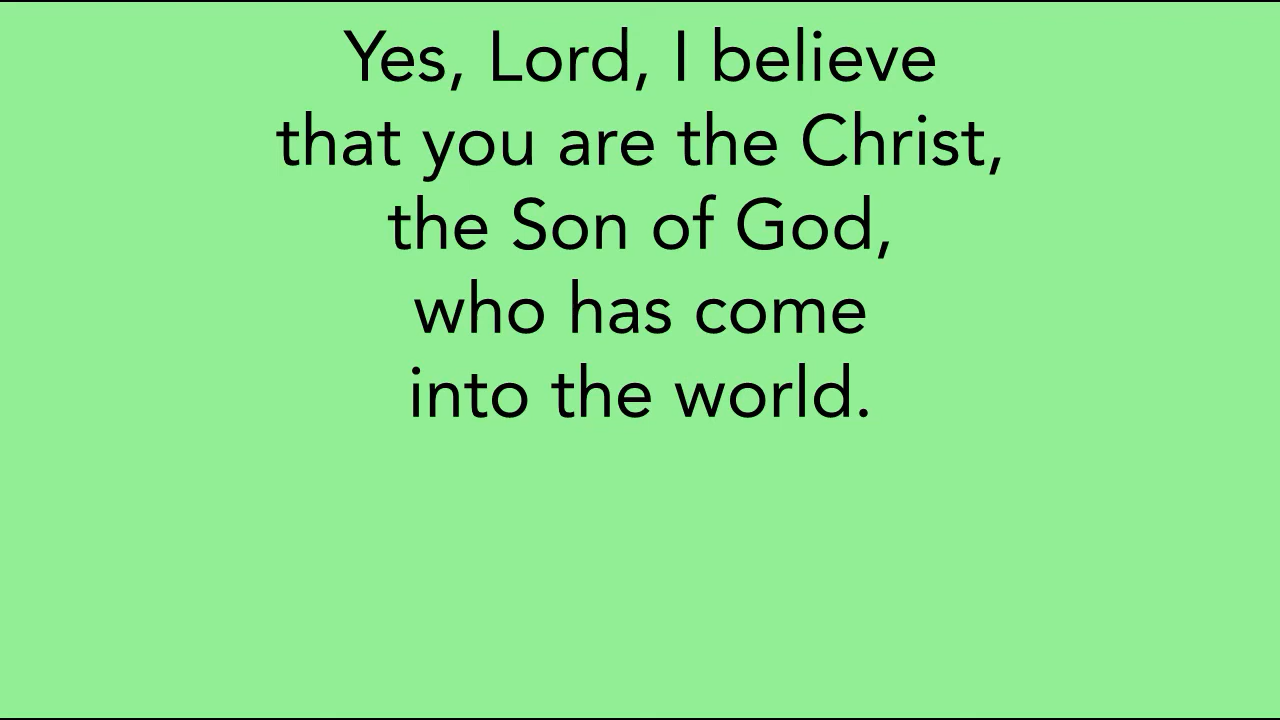 Yes, Lord, I believe
that you are the Christ,
the Son of God,
who has come
into the world.